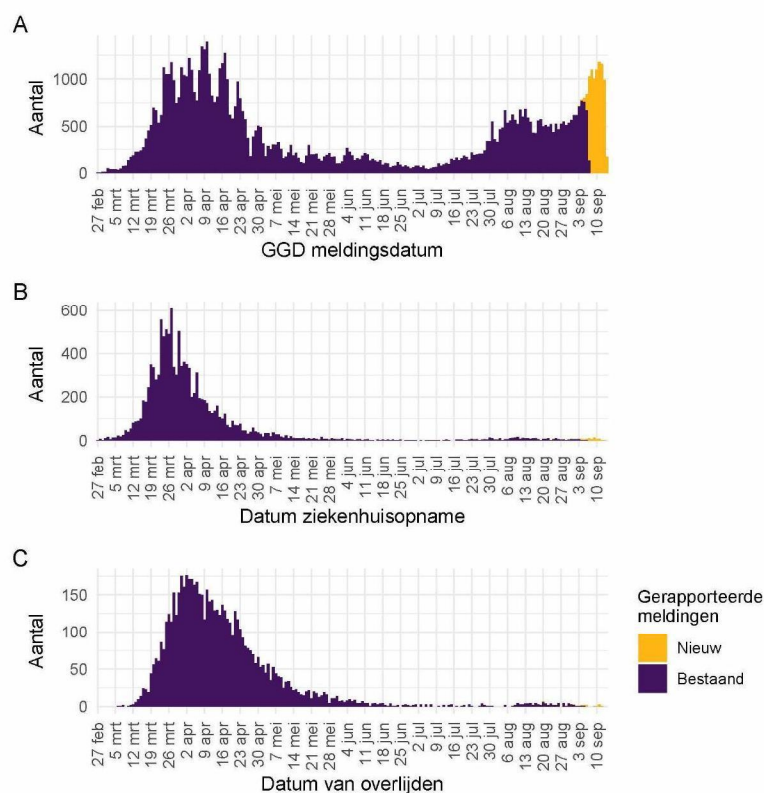 A
1000
500
0
Aantal
27 feb
5 mrt
12 mrt
19 mrt
26 mrt
2 apr
9 apr
16 apr
23 apr
30 apr
7 mei
14 mei
21 mei
28 mei
4 jun
11 jun
18 jun
25 jun
2 jul
9 jul
16 jul
23 jul
30 jul
6 aug
13 aug
20 aug
27 aug
3 sep
10 sep
GGD meldingsdatum
B
600
400
200
0
Aantal
27 feb
5 mrt
12 mrt
19 mrt
26 mrt
2 apr
9 apr
16 apr
23 apr
30 apr
7 mei
14 mei
21 mei
28 mei
4 jun
11 jun
18 jun
25 jun
2 jul
9 jul
16 jul
23 jul
30 jul
6 aug
13 aug
20 aug
27 aug
3 sep
10 sep
Datum ziekenhuisopname
C
150
100
50
0
Aantal
27 feb
5 mrt
12 mrt
19 mrt
26 mrt
2 apr
9 apr
16 apr
23 apr
30 apr
7 mei
14 mei
21 mei
28 mei
4 jun
11 jun
18 jun
25 jun
2 jul
9 jul
16 jul
23 jul
30 jul
6 aug
13 aug
20 aug
27 aug
3 sep
10 sep
Datum van overlijden
Gerapporteerde
meldingen
Nieuw
Bestaand